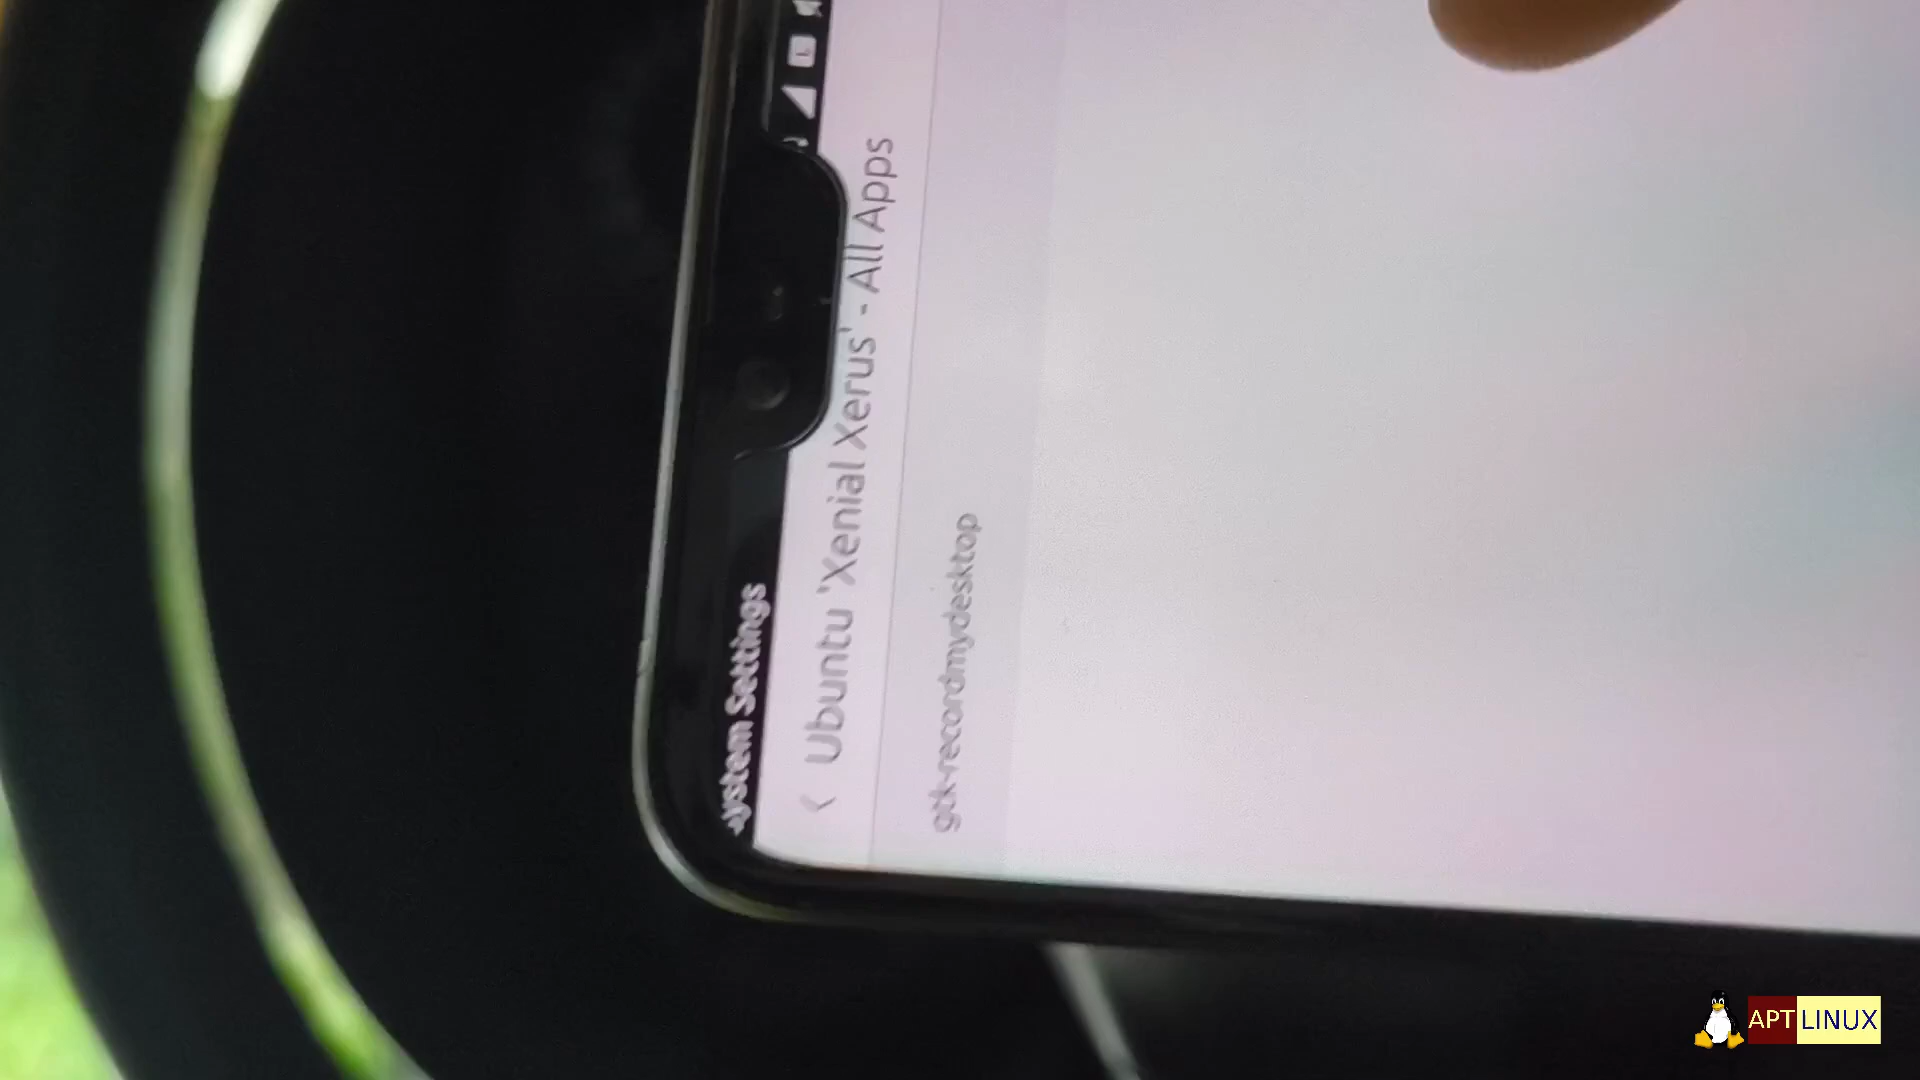 System Settings
Ubuntu 'Xenial Xerus' - All Apps
gtk-recordmydesktop
APT LINUX